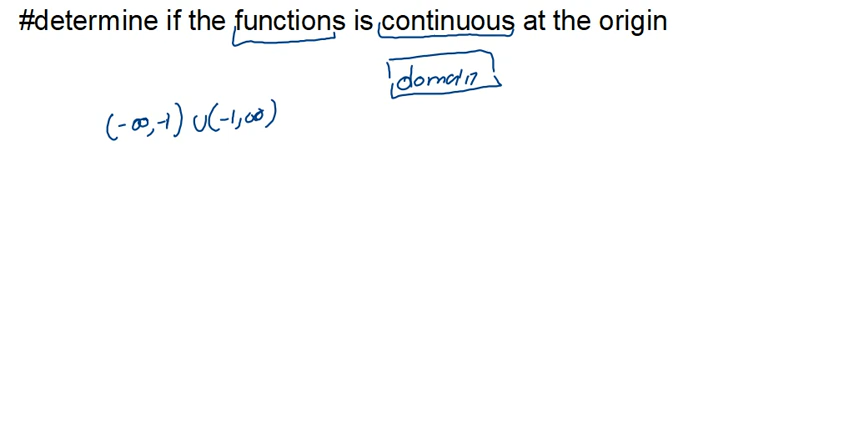 #determine if the functions is continuous at the origin
domain
(-∞,-1) ∪(-1,∞)